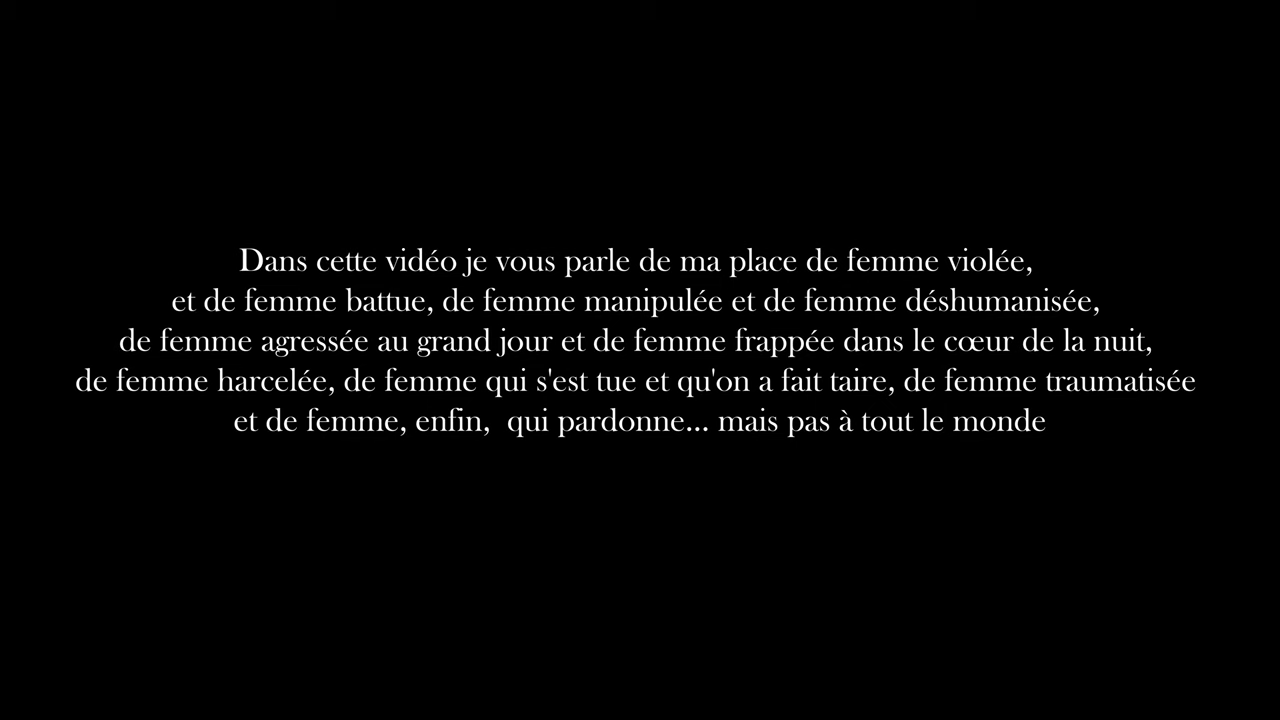 Dans cette vidéo je vous parle de ma place de femme violée,
et de femme battue, de femme manipulée et de femme déshumanisée,
de femme agressée au grand jour et de femme frappée dans le cœur de la nuit,
de femme harcelée, de femme qui s'est tue et qu'on a fait taire, de femme traumatisée
et de femme, enfin,  qui pardonne... mais pas à tout le monde